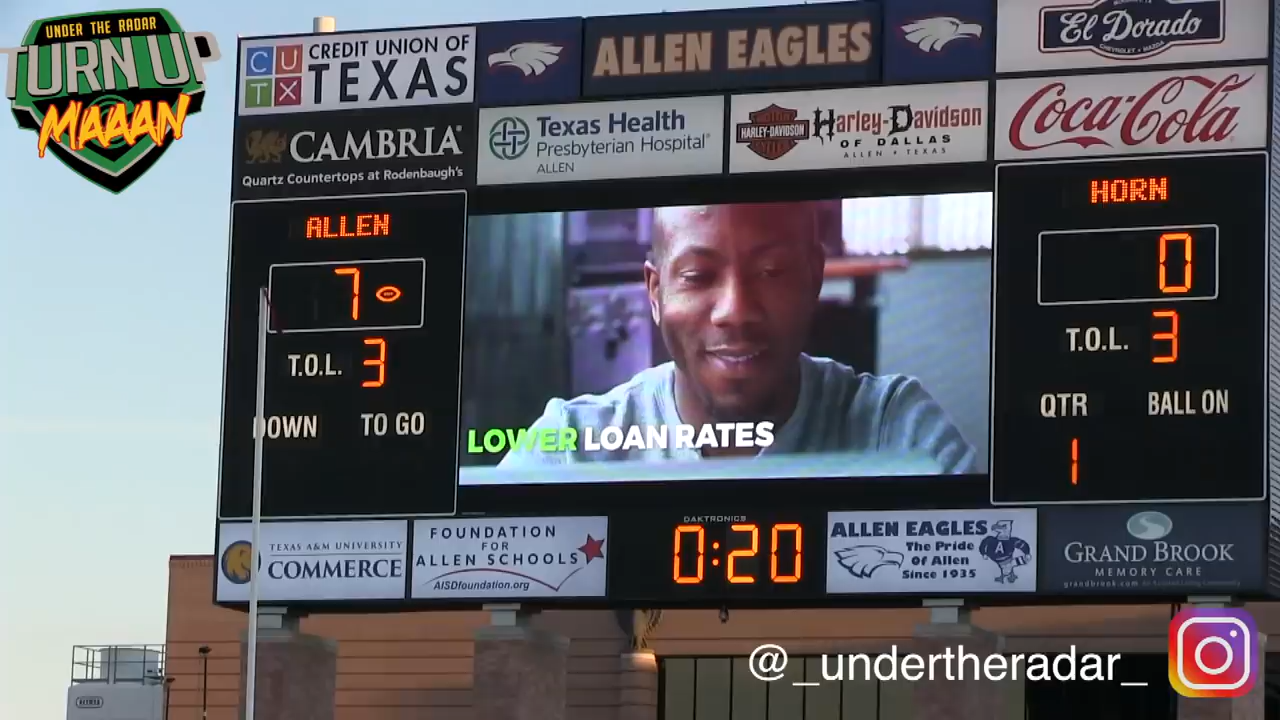 UNDER THE RADAR
TURN UP
MAAAN
CU
TX
CREDIT UNION OF
TEXAS
ALLEN EAGLES
El Dorado
CHEVROLET • MAZDA
CAMBRIA
Quartz Countertops at Rodenbaugh's
Texas Health
Presbyterian Hospital®
ALLEN
HARLEY-DAVIDSON
Harley-Davidson
OF DALLAS
ALLEN • TEXAS
Coca-Cola
ALLEN
7
T.O.L. 3
DOWN TO GO
LOWER LOAN RATES
HORN
0
T.O.L. 3
QTR BALL ON
1
TEXAS A&M UNIVERSITY
COMMERCE
FOUNDATION
FOR
ALLEN SCHOOLS
AISDfoundation.org
DAKTRONICS
0:20
ALLEN EAGLES
The Pride
Of Allen
Since 1935
A
GRAND BROOK
MEMORY CARE
grandbrook.com
@_undertheradar_